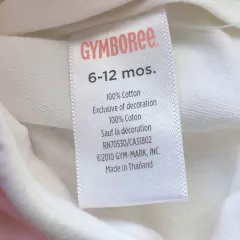 GYMBOREE
6-12 mos.
100% Cotton
Exclusive of decoration
100% Coton
Sauf la décoration
RN70530/CA31802
©2010 GYM-MARK, INC.
Made in Thailand